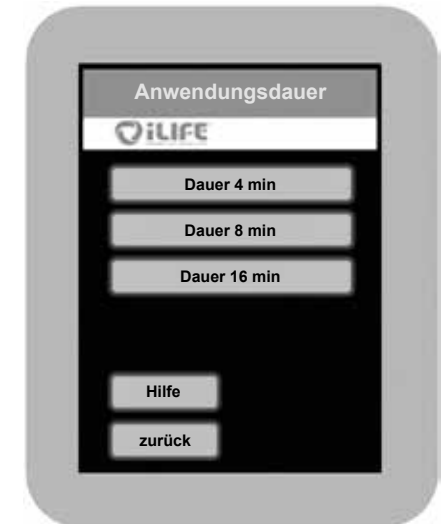 Anwendungsdauer
iLIFE
Dauer 4 min
Dauer 8 min
Dauer 16 min
Hilfe
zurück